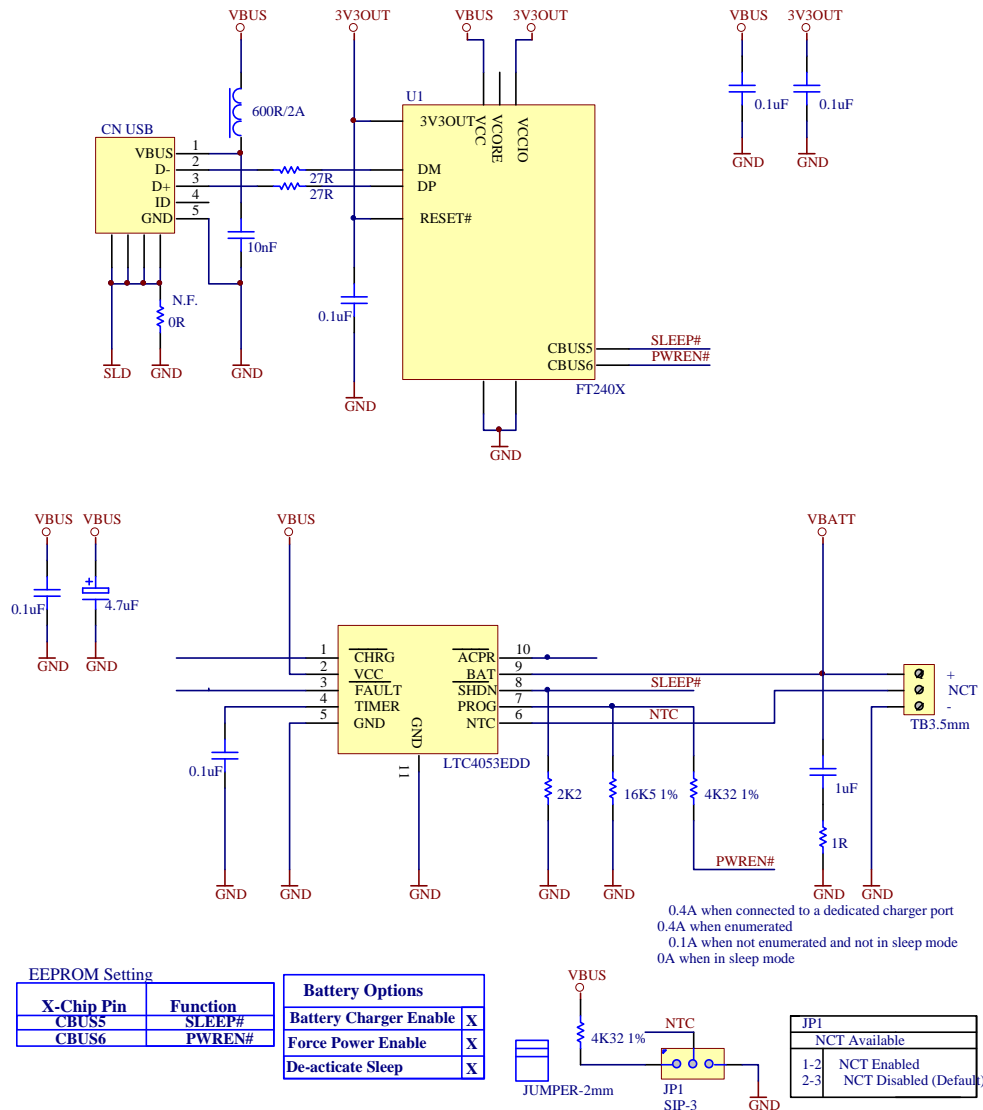 VBUS
3V3OUT
VBUS
3V3OUT
VBUS
3V3OUT
600R/2A
0.1uF
0.1uF
GND
GND
CN USB
VBUS
D-
D+
ID
GND
1
2
3
4
5
27R
27R
10nF
N.F.
0R
SLD
GND
GND
0.1uF
GND
U1
3V3OUT
VCC
VCORE
VCCIO
DM
DP
RESET#
CBUS5
CBUS6
SLEEP#
PWREN#
FT240X
GND
VBUS
VBUS
VBUS
VBATT
0.1uF
+
4.7uF
GND
GND
1
2
3
4
5
CHRG
VCC
FAULT
TIMER
GND
GND
11
ACPR
BAT
SHDN
PROG
NTC
10
9
8
7
6
LTC4053EDD
SLEEP#
NTC
+
NCT
-
TB3.5mm
0.1uF
2K2
16K5 1%
4K32 1%
1uF
1R
PWREN#
GND
GND
GND
GND
GND
GND
GND
0.4A when connected to a dedicated charger port
0.4A when enumerated
0.1A when not enumerated and not in sleep mode
0A when in sleep mode
EEPROM Setting
X-Chip Pin Function
CBUS5 SLEEP#
CBUS6 PWREN#
Battery Options
Battery Charger Enable X
Force Power Enable X
De-acticate Sleep X
VBUS
4K32 1%
NTC
JUMPER-2mm
JP1
SIP-3
GND
JP1
NCT Available
1-2 NCT Enabled
2-3 NCT Disabled (Default)